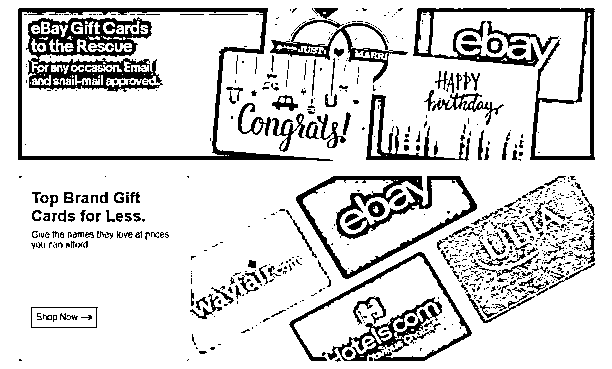 eBay Gift Cards
to the Rescue
For any occasion. Email
and snail-mail approved.
JUST MARRI
ebay
Congrats!
HAPPY
birthday
Top Brand Gift
Cards for Less.
Give the names they love at prices
you can afford
Shop Now →
ebay
ULTA
wayfair.com
Hotels.com